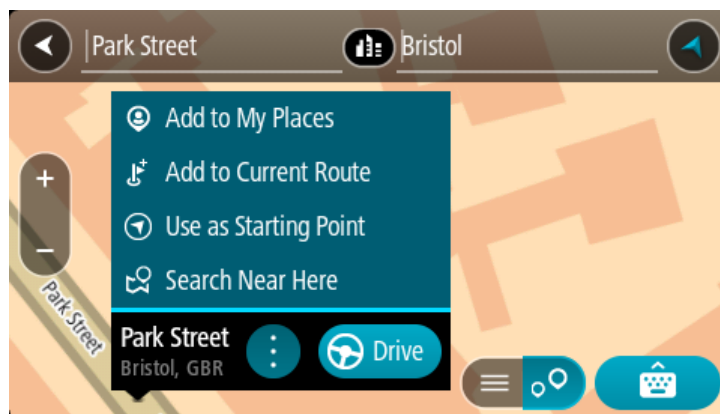 Park Street
Bristol
Add to My Places
Add to Current Route
Use as Starting Point
Search Near Here
Park Street
Park Street
Bristol, GBR
Drive